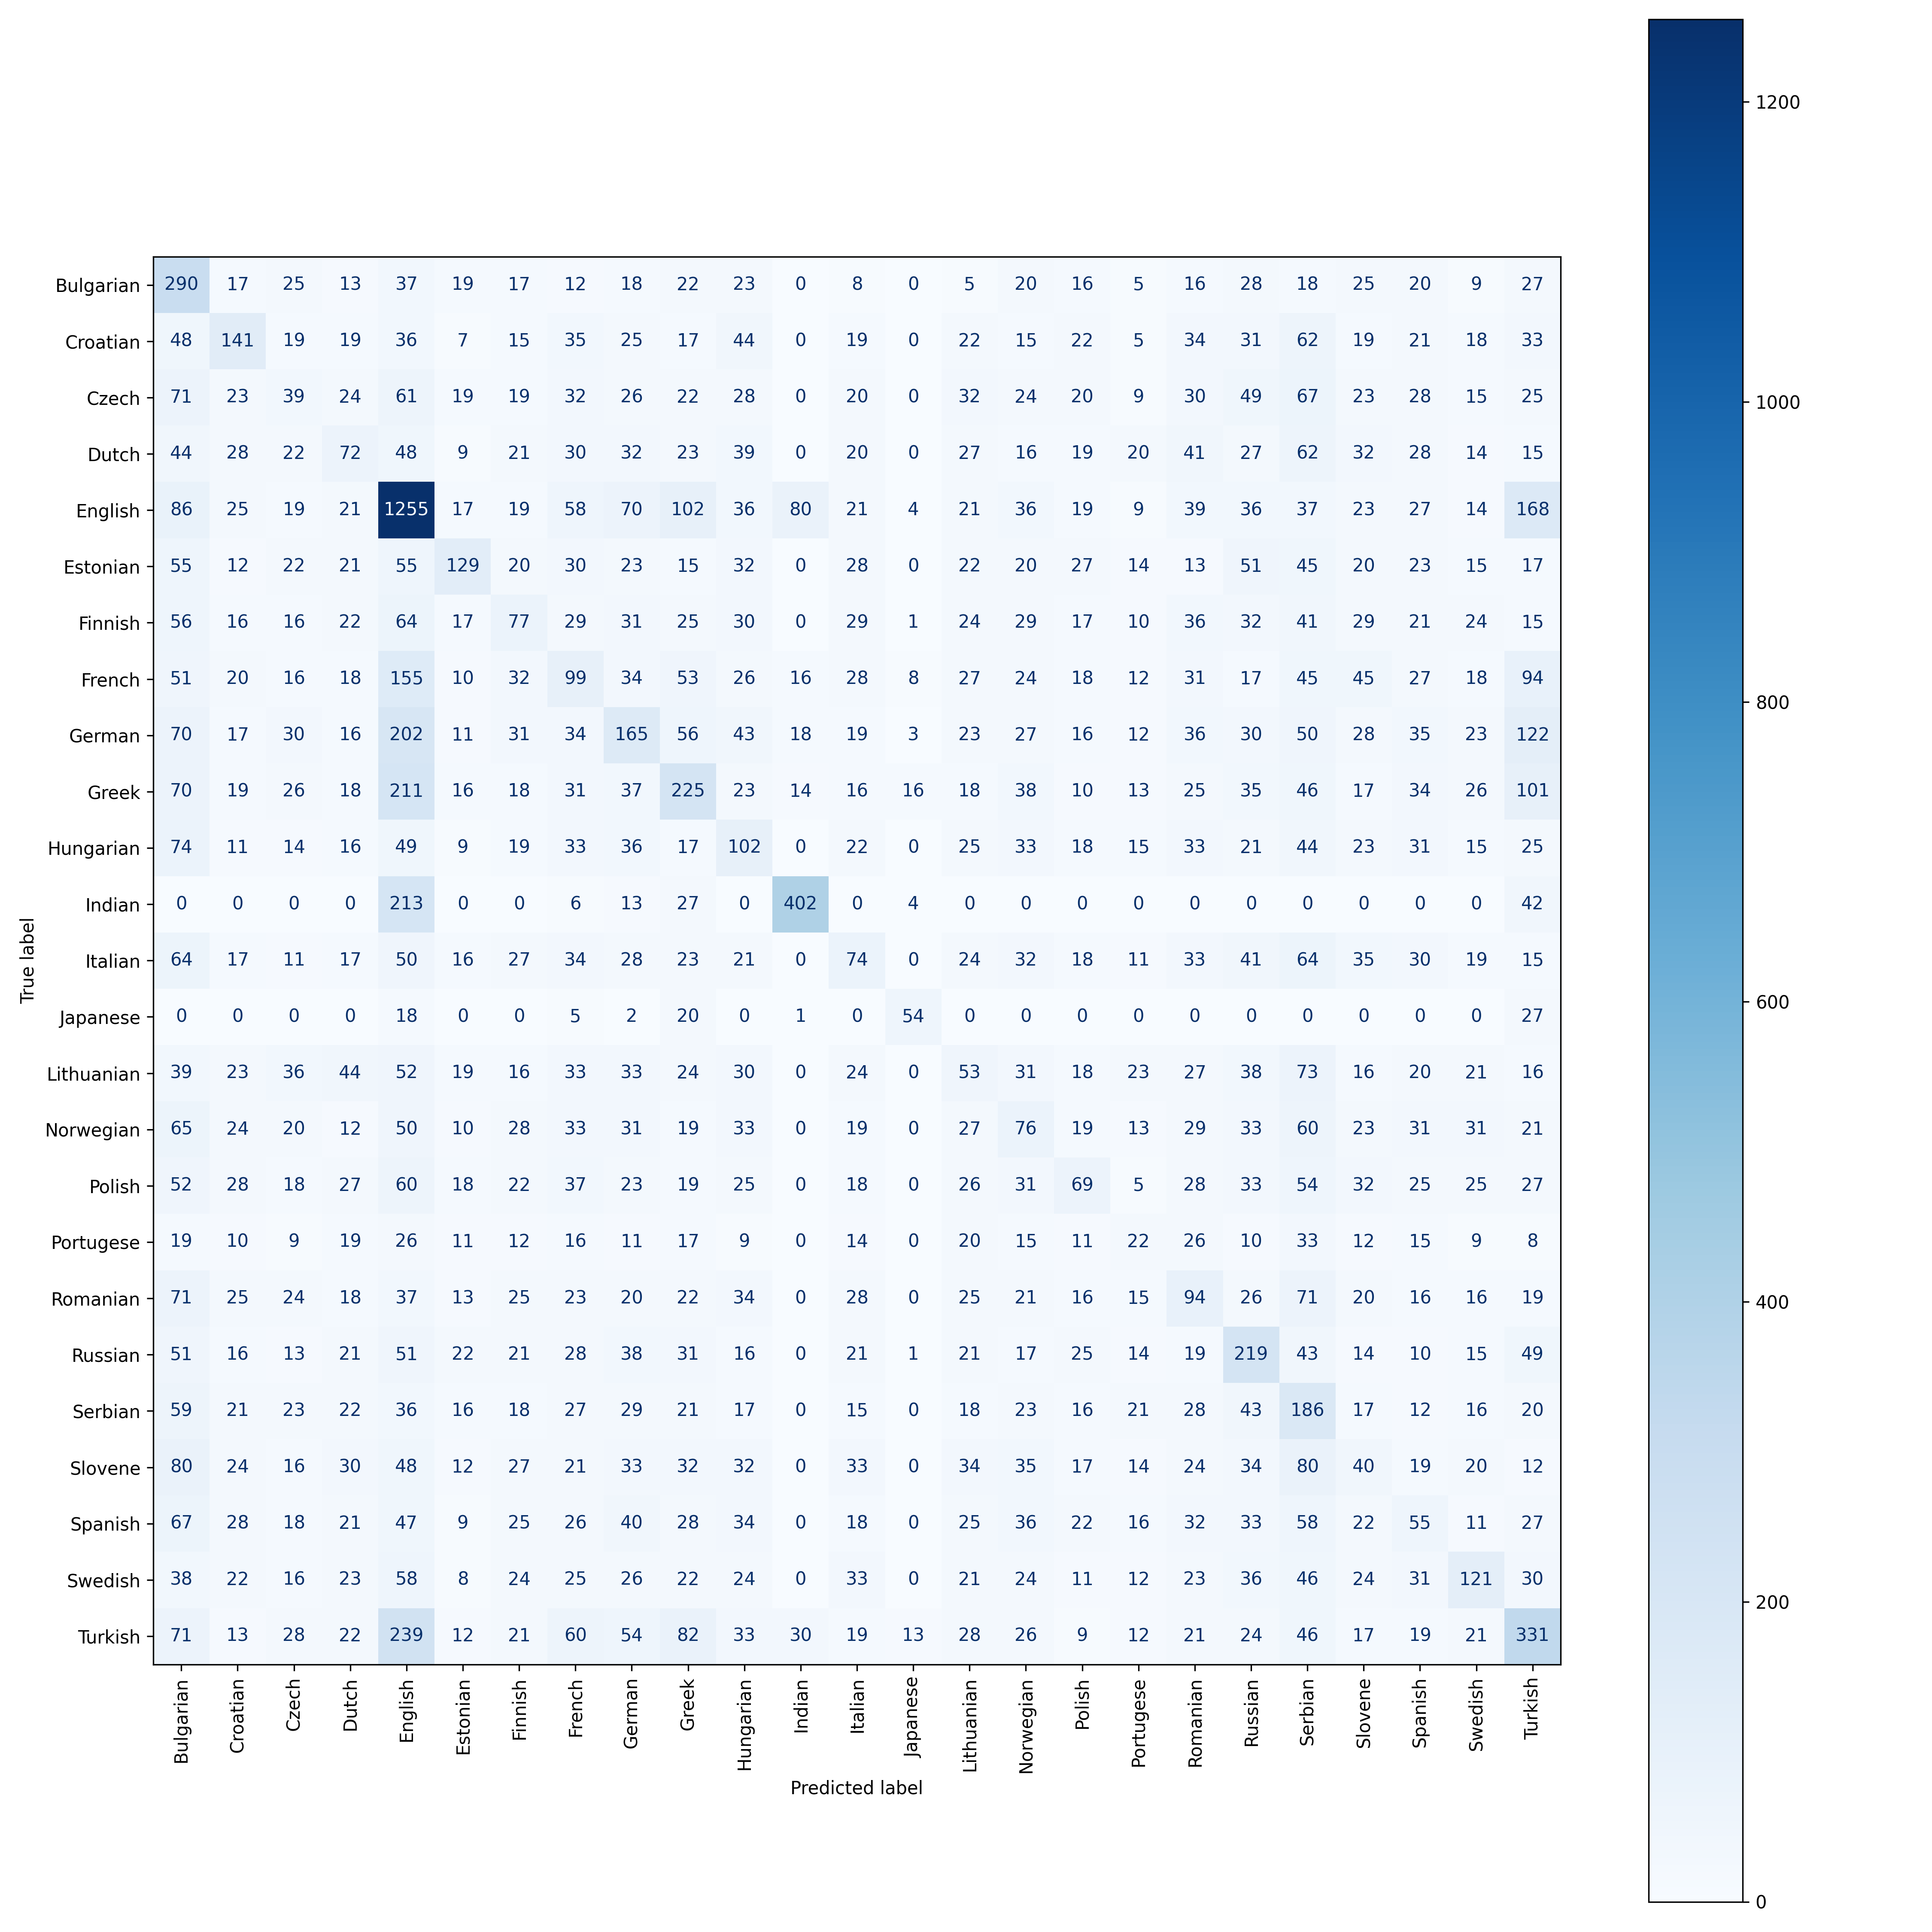 1200
Bulgarian 290 17 25 13 37 19 17 12 18 22 23 0 8 0 5 20 16 5 16 28 18 25 20 9 27
Croatian 48 141 19 19 36 7 15 35 25 17 44 0 19 0 22 15 22 5 34 31 62 19 21 18 33
1000
Czech 71 23 39 24 61 19 19 32 26 22 28 0 20 0 32 24 20 9 30 49 67 23 28 15 25
Dutch 44 28 22 72 48 9 21 30 32 23 39 0 20 0 27 16 19 20 41 27 62 32 28 14 15
English 86 25 19 21 1255 17 19 58 70 102 36 80 21 4 21 36 19 9 39 36 37 23 27 14 168
Estonian 55 12 22 21 55 129 20 30 23 15 32 0 28 0 22 20 27 14 13 51 45 20 23 15 17
Finnish 56 16 16 22 64 17 77 29 31 25 30 0 29 1 24 29 17 10 36 32 41 29 21 24 15
French 51 20 16 18 155 10 32 99 34 53 26 16 28 8 27 24 18 12 31 17 45 45 27 18 94
800
German 70 17 30 16 202 11 31 34 165 56 43 18 19 3 23 27 16 12 36 30 50 28 35 23 122
Greek 70 19 26 18 211 16 18 31 37 225 23 14 16 16 18 38 10 13 25 35 46 17 34 26 101
Hungarian 74 11 14 16 49 9 19 33 36 17 102 0 22 0 25 33 18 15 33 21 44 23 31 15 25
Indian 0 0 0 0 213 0 0 6 13 27 0 402 0 4 0 0 0 0 0 0 0 0 0 0 42
True label
Italian 64 17 11 17 50 16 27 34 28 23 21 0 74 0 24 32 18 11 33 41 64 35 30 19 15
600
Japanese 0 0 0 0 18 0 0 5 2 20 0 1 0 54 0 0 0 0 0 0 0 0 0 0 27
Lithuanian 39 23 36 44 52 19 16 33 33 24 30 0 24 0 53 31 18 23 27 38 73 16 20 21 16
Norwegian 65 24 20 12 50 10 28 33 31 19 33 0 19 0 27 76 19 13 29 33 60 23 31 31 21
Polish 52 28 18 27 60 18 22 37 23 19 25 0 18 0 26 31 69 5 28 33 54 32 25 25 27
Portugese 19 10 9 19 26 11 12 16 11 17 9 0 14 0 20 15 11 22 26 10 33 12 15 9 8
Romanian 71 25 24 18 37 13 25 23 20 22 34 0 28 0 25 21 16 15 94 26 71 20 16 16 19
400
Russian 51 16 13 21 51 22 21 28 38 31 16 0 21 1 21 17 25 14 19 219 43 14 10 15 49
Serbian 59 21 23 22 36 16 18 27 29 21 17 0 15 0 18 23 16 21 28 43 186 17 12 16 20
Slovene 80 24 16 30 48 12 27 21 33 32 32 0 33 0 34 35 17 14 24 34 80 40 19 20 12
Spanish 67 28 18 21 47 9 25 26 40 28 34 0 18 0 25 36 22 16 32 33 58 22 55 11 27
Swedish 38 22 16 23 58 8 24 25 26 22 24 0 33 0 21 24 11 12 23 36 46 24 31 121 30
200
Turkish 71 13 28 22 239 12 21 60 54 82 33 30 19 13 28 26 9 12 21 24 46 17 19 21 331
Bulgarian Croatian Czech Dutch English Estonian Finnish French German Greek Hungarian Indian Italian Japanese Lithuanian Norwegian Polish Portugese Romanian Russian Serbian Slovene Spanish Swedish Turkish
Predicted label
0